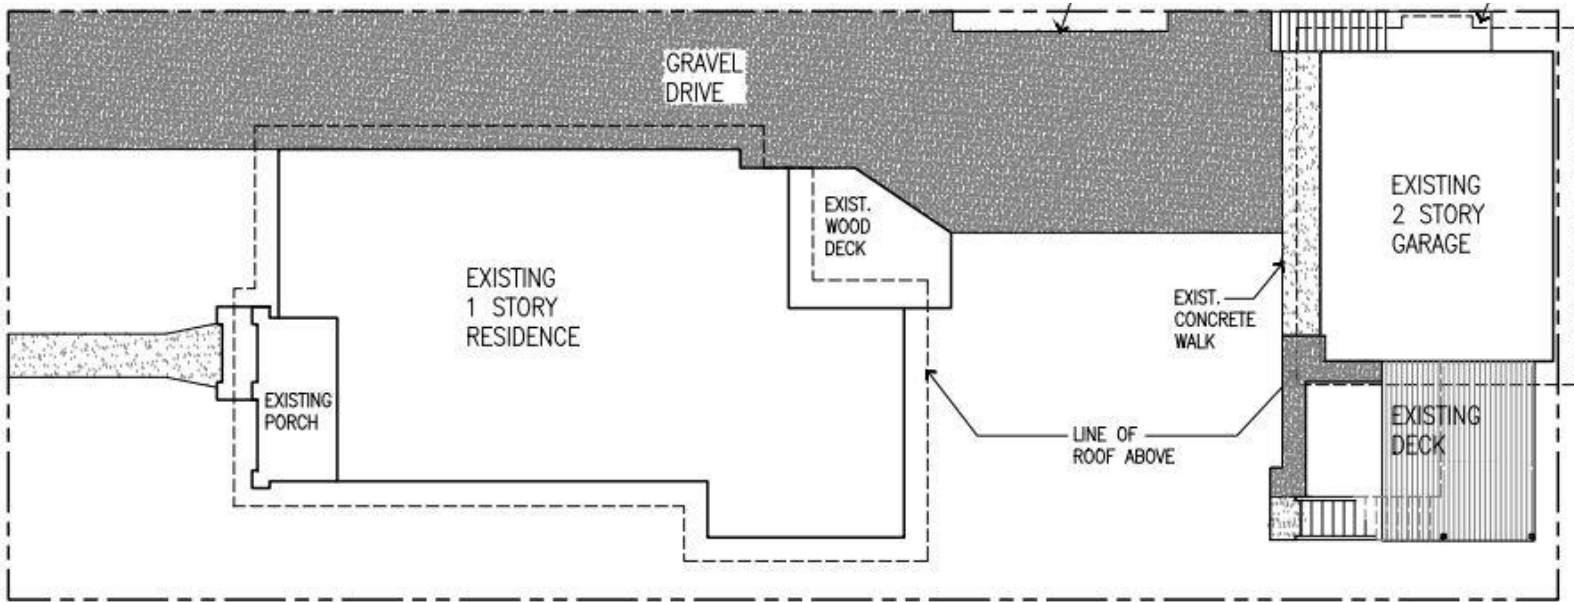 GRAVEL
DRIVE
EXISTING
2 STORY
GARAGE
EXIST.
WOOD
DECK
EXISTING
1 STORY
RESIDENCE
EXIST.
CONCRETE
WALK
EXISTING
PORCH
EXISTING
DECK
LINE OF
ROOF ABOVE